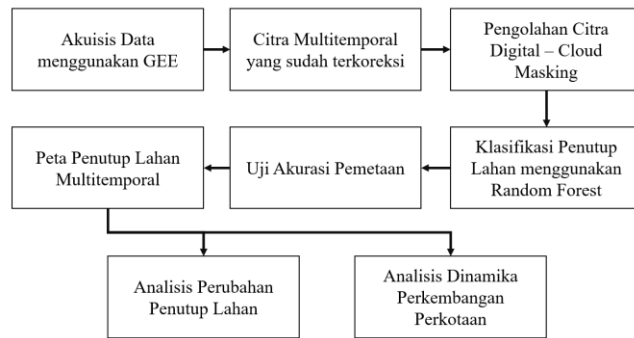 Akuisis Data
menggunakan GEE
Citra Multitemporal
yang sudah terkoreksi
Pengolahan Citra
Digital – Cloud
Masking
Klasifikasi Penutup
Lahan menggunakan
Random Forest
Uji Akurasi Pemetaan
Peta Penutup Lahan
Multitemporal
Analisis Perubahan
Penutup Lahan
Analisis Dinamika
Perkembangan
Perkotaan